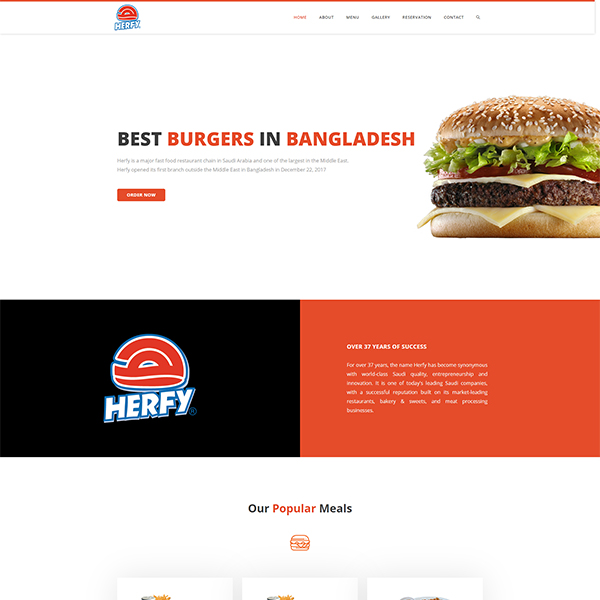 HERFY
HOME ABOUT MENU GALLERY RESERVATION CONTACT
BEST BURGERS IN BANGLADESH
Herfy is a major fast food restaurant chain in Saudi Arabia and one of the largest in the Middle East.
Herfy opened its first branch outside the Middle East in Bangladesh in December 22, 2017
ORDER NOW
HERFY®
OVER 37 YEARS OF SUCCESS
For over 37 years, the name Herfy has become synonymous
with world-class Saudi quality, entrepreneurship and
innovation. It is one of today's leading Saudi companies,
with a successful reputation built on its market-leading
restaurants, bakery & sweets, and meat processing
businesses.
Our Popular Meals